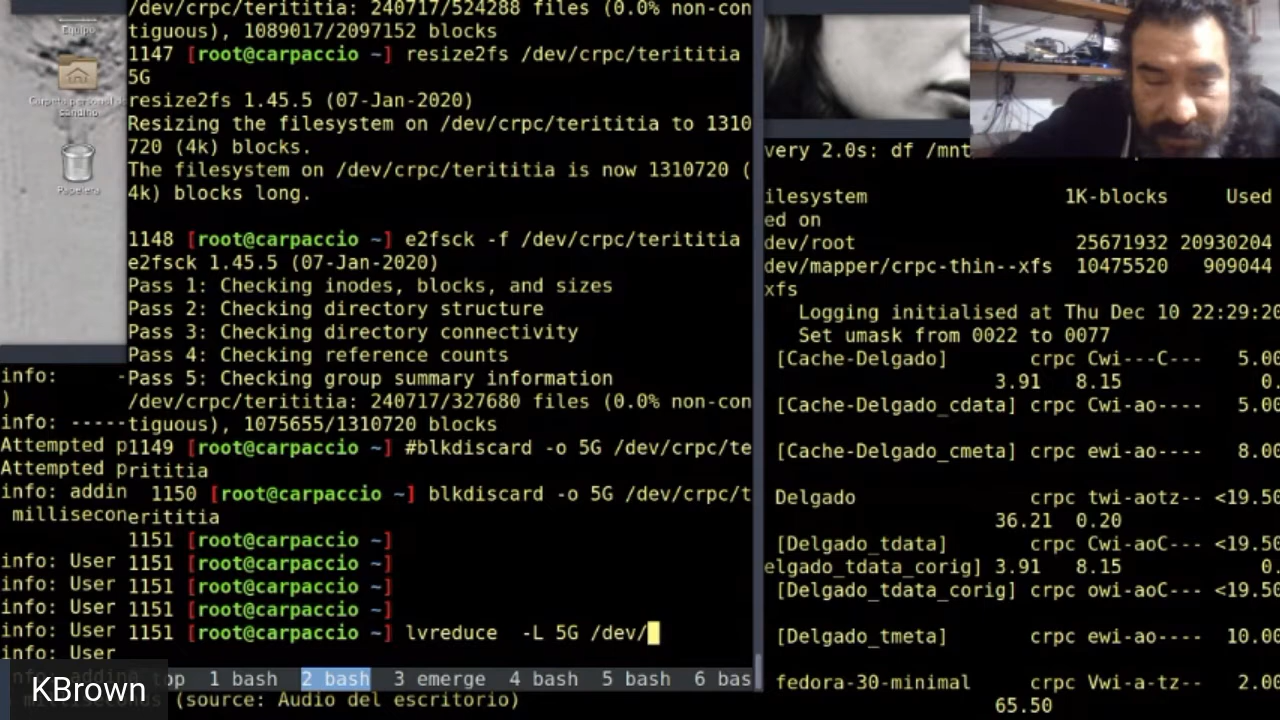 Equipo
Carpeta personal de
sandino
Papelera
info: -
)
info: -----
Attempted p
Attempted p
info: addin
millisecon
info: User
info: User
info: User
info: User
info: User
/dev/crpc/terititia: 240717/524288 files (0.0% non-con
tiguous), 1089017/2097152 blocks
1147 [root@carpaccio ~] resize2fs /dev/crpc/terititia
5G
resize2fs 1.45.5 (07-Jan-2020)
Resizing the filesystem on /dev/crpc/terititia to 1310
720 (4k) blocks.
The filesystem on /dev/crpc/terititia is now 1310720 (
4k) blocks long.
1148 [root@carpaccio ~] e2fsck -f /dev/crpc/terititia
e2fsck 1.45.5 (07-Jan-2020)
Pass 1: Checking inodes, blocks, and sizes
Pass 2: Checking directory structure
Pass 3: Checking directory connectivity
Pass 4: Checking reference counts
Pass 5: Checking group summary information
/dev/crpc/terititia: 240717/327680 files (0.0% non-con
tiguous), 1075655/1310720 blocks
1149 [root@carpaccio ~] #blkdiscard -o 5G /dev/crpc/te
rititia
1150 [root@carpaccio ~] blkdiscard -o 5G /dev/crpc/t
erititia
1151 [root@carpaccio ~]
1151 [root@carpaccio ~]
1151 [root@carpaccio ~]
1151 [root@carpaccio ~]
1151 [root@carpaccio ~] lvreduce  -L 5G /dev/
op 1 bash 2 bash 3 emerge 4 bash 5 bash 6 bas
(source: Audio del escritorio)
KBrown
very 2.0s: df /mnt
ilesystem 1K-blocks Used
ed on
dev/root 25671932 20930204
dev/mapper/crpc-thin--xfs 10475520 909044
xfs
Logging initialised at Thu Dec 10 22:29:20
Set umask from 0022 to 0077
[Cache-Delgado] crpc Cwi---C--- 5.00
3.91 8.15 0.
[Cache-Delgado_cdata] crpc Cwi-ao---- 5.00
[Cache-Delgado_cmeta] crpc ewi-ao---- 8.00
Delgado crpc twi-aotz-- <19.50
36.21 0.20
[Delgado_tdata] crpc Cwi-aoC--- <19.50
elgado_tdata_corig] 3.91 8.15 0.
[Delgado_tdata_corig] crpc owi-aoC--- <19.50
[Delgado_tmeta] crpc ewi-ao---- 10.00
fedora-30-minimal crpc Vwi-a-tz-- 2.00
65.50